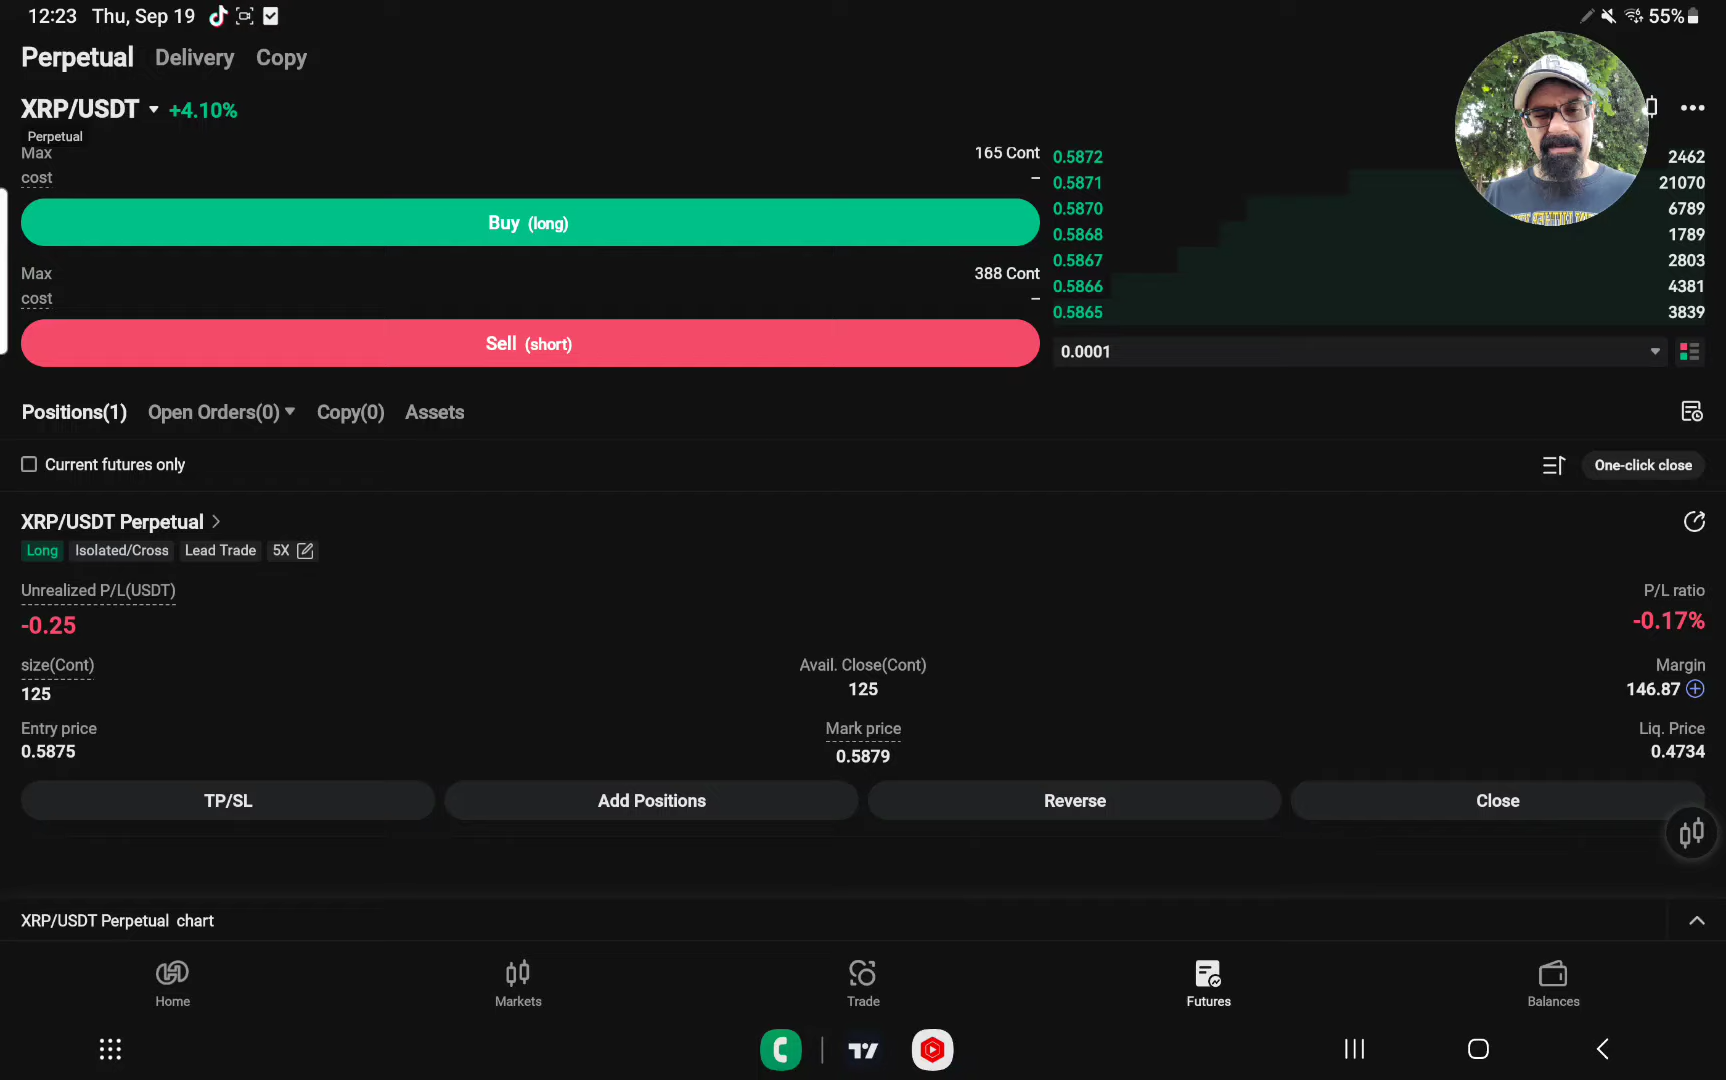 12:23 Thu, Sep 19
55%
Perpetual Delivery Copy
XRP/USDT +4.10%
Perpetual
Max 165 Cont
cost –
Buy (long)
Max 388 Cont
cost –
Sell (short)
0.5872 2462
0.5871 21070
0.5870 6789
0.5868 1789
0.5867 2803
0.5866 4381
0.5865 3839
0.0001
Positions(1) Open Orders(0) Copy(0) Assets
Current futures only
One-click close
XRP/USDT Perpetual
Long Isolated/Cross Lead Trade 5X
Unrealized P/L(USDT) P/L ratio
-0.25 -0.17%
size(Cont) Avail. Close(Cont) Margin
125 125 146.87
Entry price Mark price Liq. Price
0.5875 0.5879 0.4734
TP/SL Add Positions Reverse Close
XRP/USDT Perpetual chart
Home Markets Trade Futures Balances